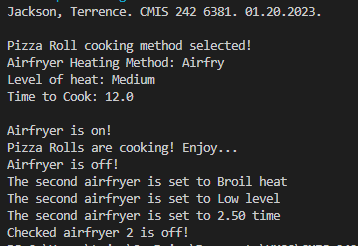 Jackson, Terrence. CMIS 242 6381. 01.20.2023.
Pizza Roll cooking method selected!
Airfryer Heating Method: Airfry
Level of heat: Medium
Time to Cook: 12.0
Airfryer is on!
Pizza Rolls are cooking! Enjoy...
Airfryer is off!
The second airfryer is set to Broil heat
The second airfryer is set to Low level
The second airfryer is set to 2.50 time
Checked airfryer 2 is off!